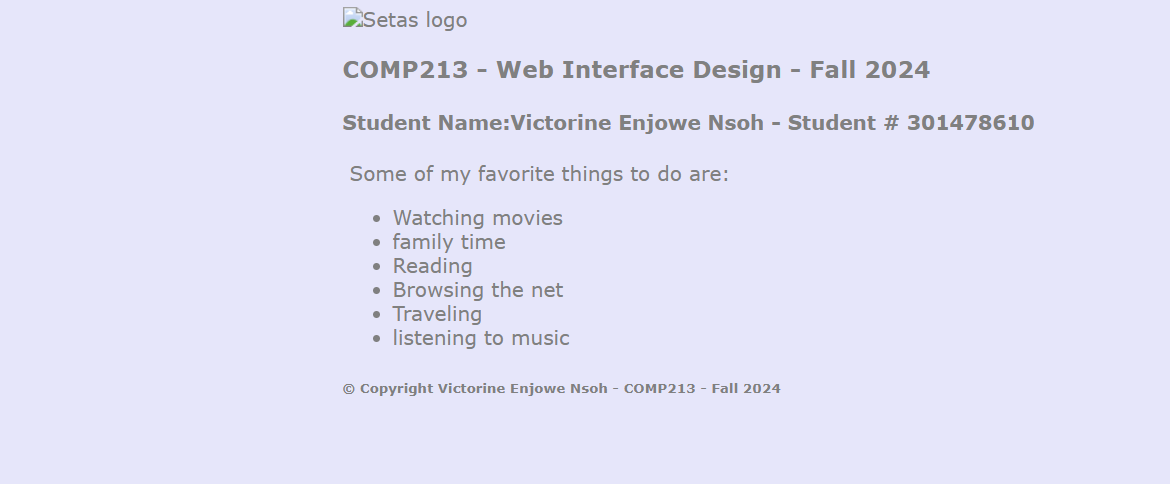 Setas logo
COMP213 - Web Interface Design - Fall 2024
Student Name:Victorine Enjowe Nsoh - Student # 301478610
Some of my favorite things to do are:
• Watching movies
• family time
• Reading
• Browsing the net
• Traveling
• listening to music
© Copyright Victorine Enjowe Nsoh - COMP213 - Fall 2024